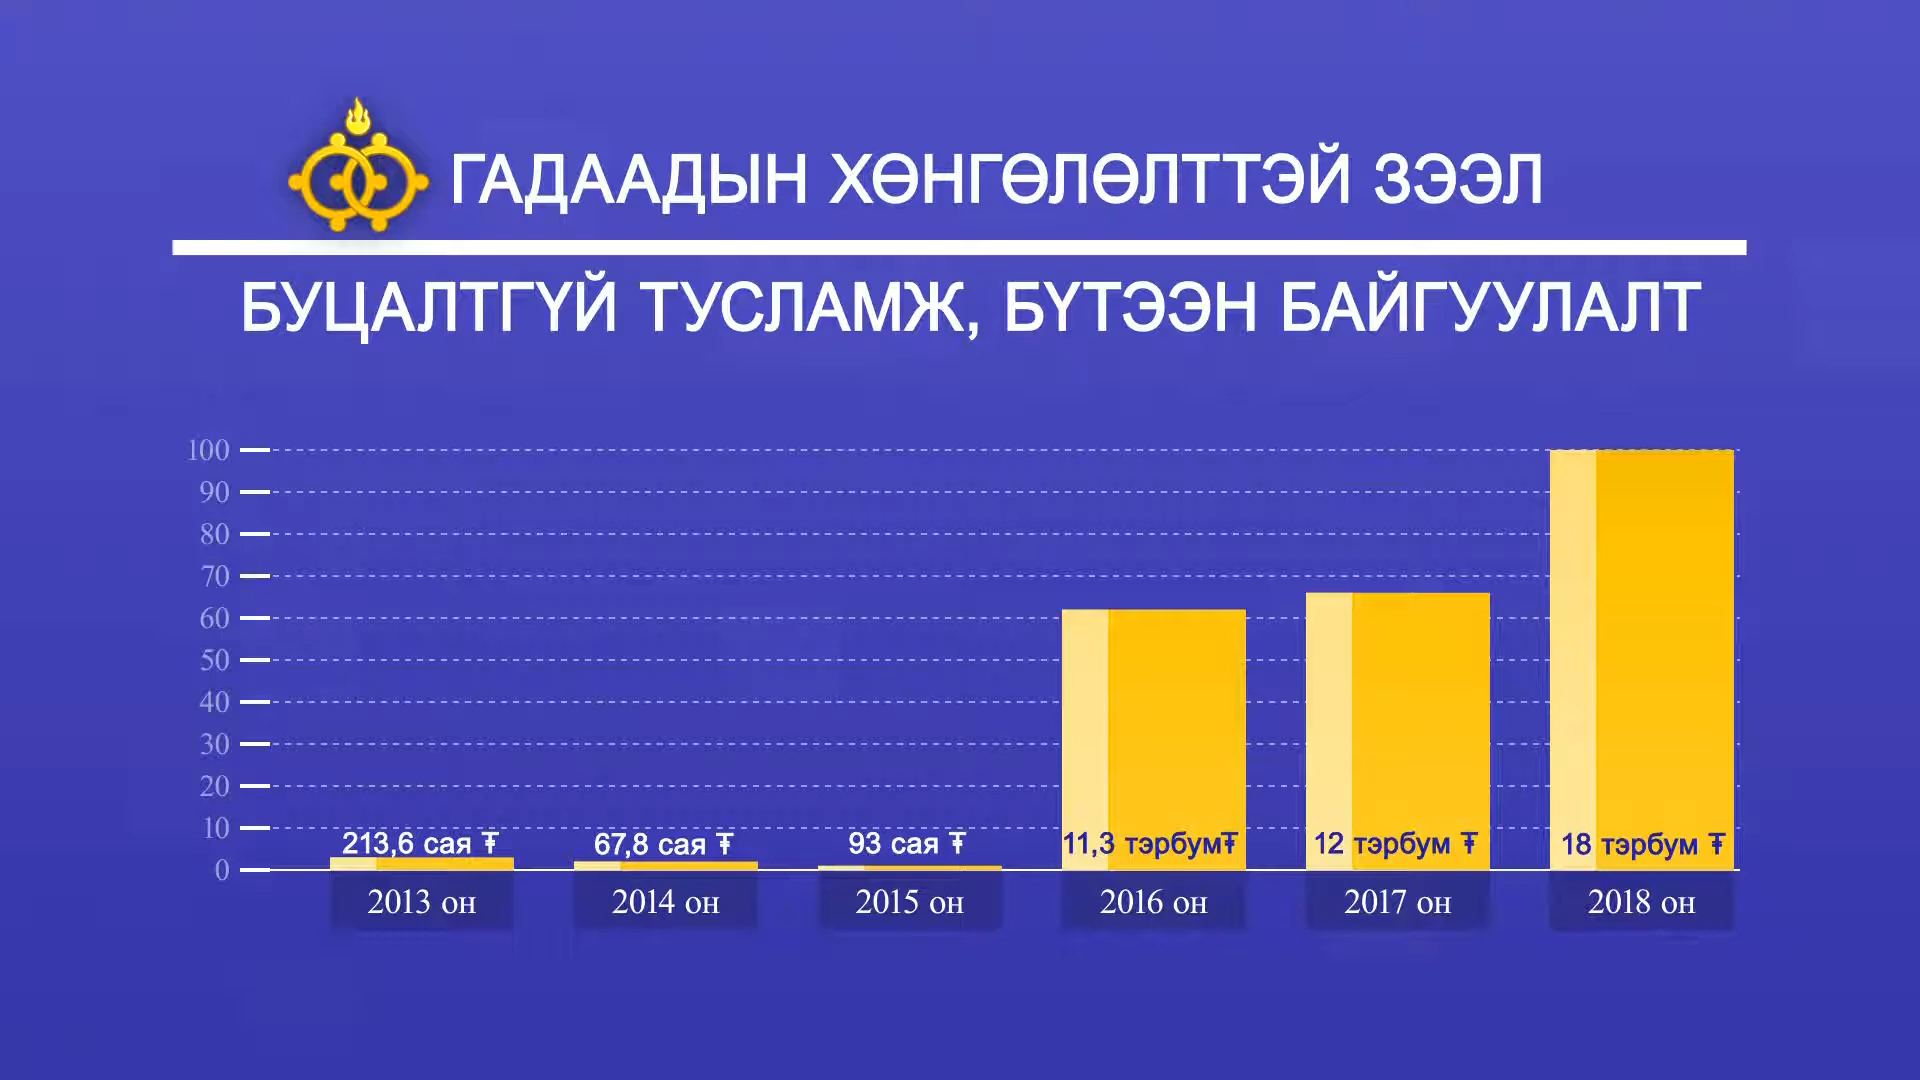 ГАДААДЫН ХӨНГӨЛӨЛТТЭЙ ЗЭЭЛ
БУЦАЛТГҮЙ ТУСЛАМЖ, БҮТЭЭН БАЙГУУЛАЛТ
100
90
80
70
60
50
40
30
20
10
0
213,6 сая ₮
67,8 сая ₮
93 сая ₮
11,3 тэрбум₮
12 тэрбум ₮
18 тэрбум ₮
2013 он
2014 он
2015 он
2016 он
2017 он
2018 он